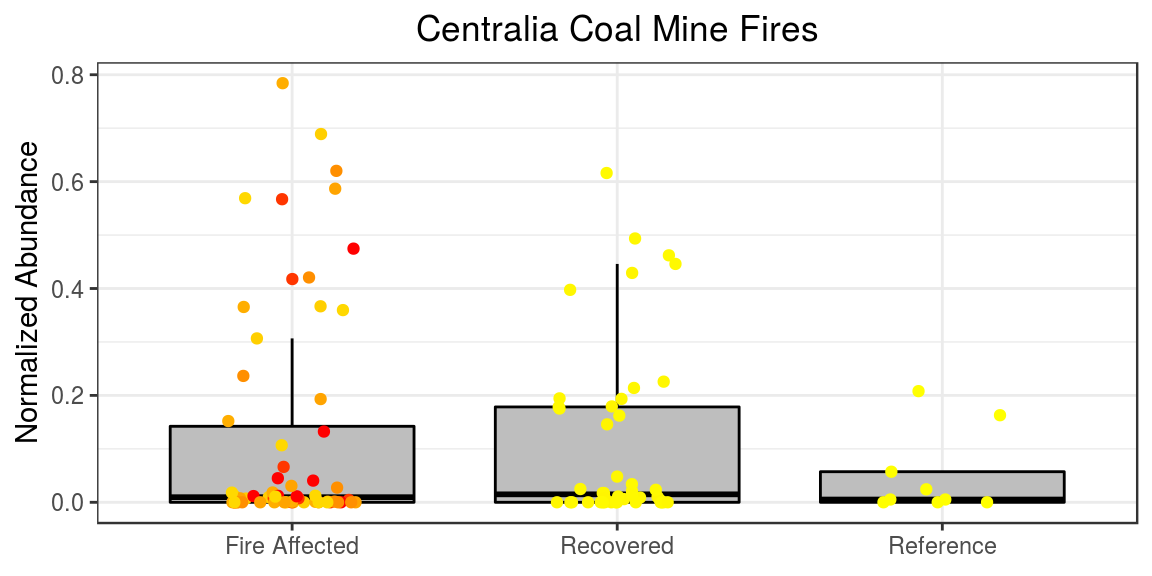 Centralia Coal Mine Fires
Normalized Abundance
0.8
0.6
0.4
0.2
0.0
Fire Affected
Recovered
Reference